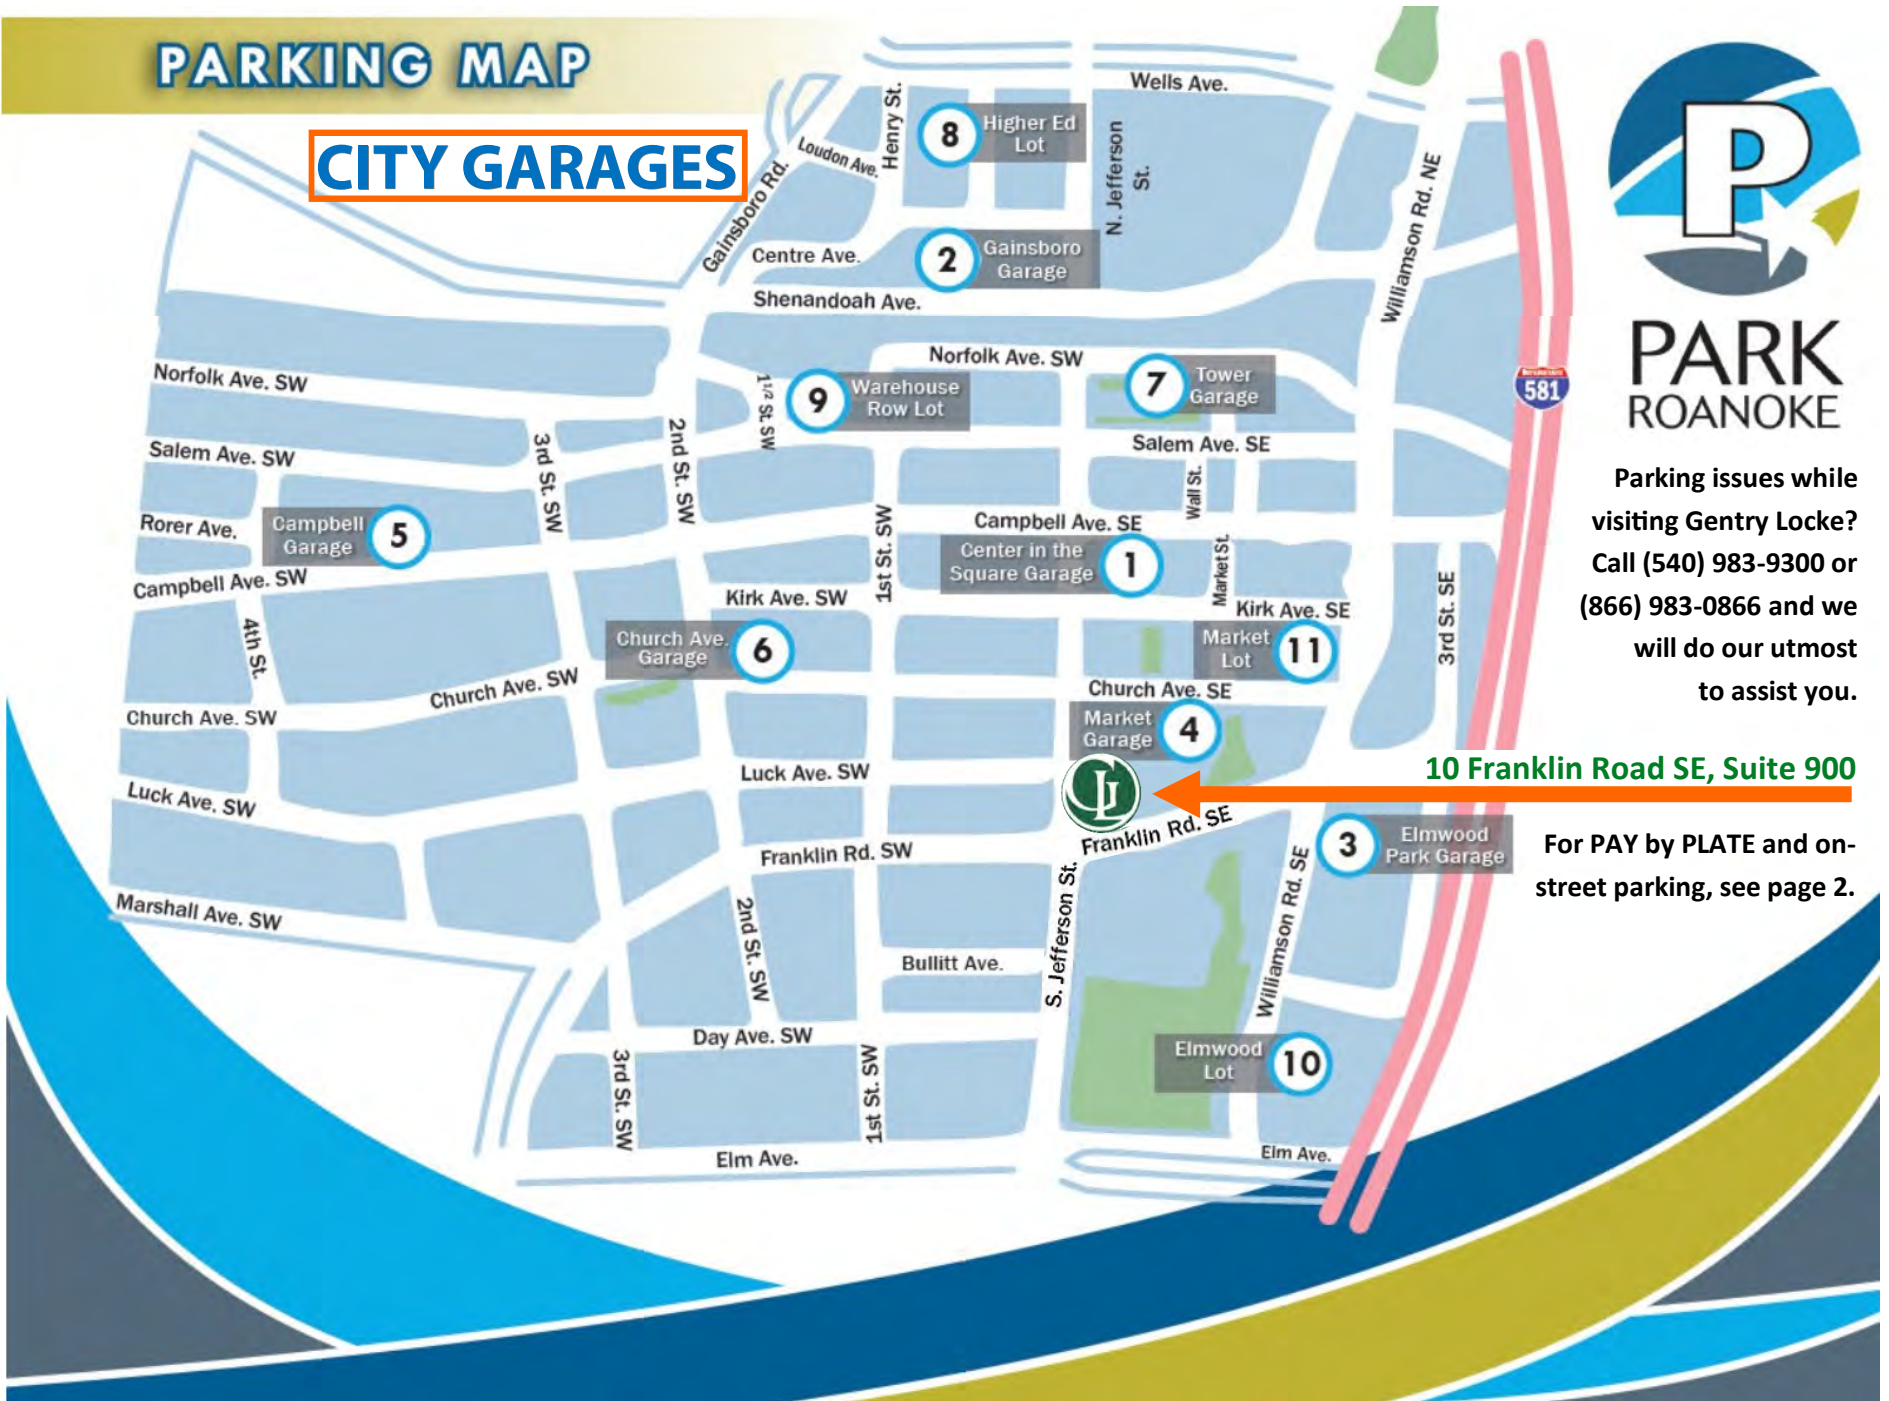 PARKING MAP
CITY GARAGES
Wells Ave.
Henry St.
8
Higher Ed
Lot
Loudon Ave.
N. Jefferson
St.
Gainsboro Rd.
Williamson Rd. NE
Centre Ave.
2
Gainsboro
Garage
Shenandoah Ave.
P
PARK
ROANOKE
Norfolk Ave. SW
Norfolk Ave. SW
1 1/2 St. SW
9
Warehouse
Row Lot
7
Tower
Garage
INTERSTATE
581
Salem Ave. SW
3rd St. SW
2nd St. SW
Salem Ave. SE
Wall St.
Parking issues while
visiting Gentry Locke?
Call (540) 983-9300 or
(866) 983-0866 and we
will do our utmost
to assist you.
Rorer Ave.
Campbell
Garage
5
1st St. SW
Campbell Ave. SE
Center in the
Square Garage
1
Market St.
Campbell Ave. SW
Kirk Ave. SW
Kirk Ave. SE
3rd St. SE
4th St.
Church Ave.
Garage
6
Market
Lot
11
Church Ave. SW
Church Ave. SW
Church Ave. SE
Market
Garage
4
Luck Ave. SW
Luck Ave. SW
GL
10 Franklin Road SE, Suite 900
Franklin Rd. SE
Franklin Rd. SW
3
Elmwood
Park Garage
For PAY by PLATE and on-
street parking, see page 2.
Marshall Ave. SW
2nd St. SW
S. Jefferson St.
Williamson Rd. SE
Bullitt Ave.
Day Ave. SW
Elmwood
Lot
10
3rd St. SW
1st St. SW
Elm Ave.
Elm Ave.